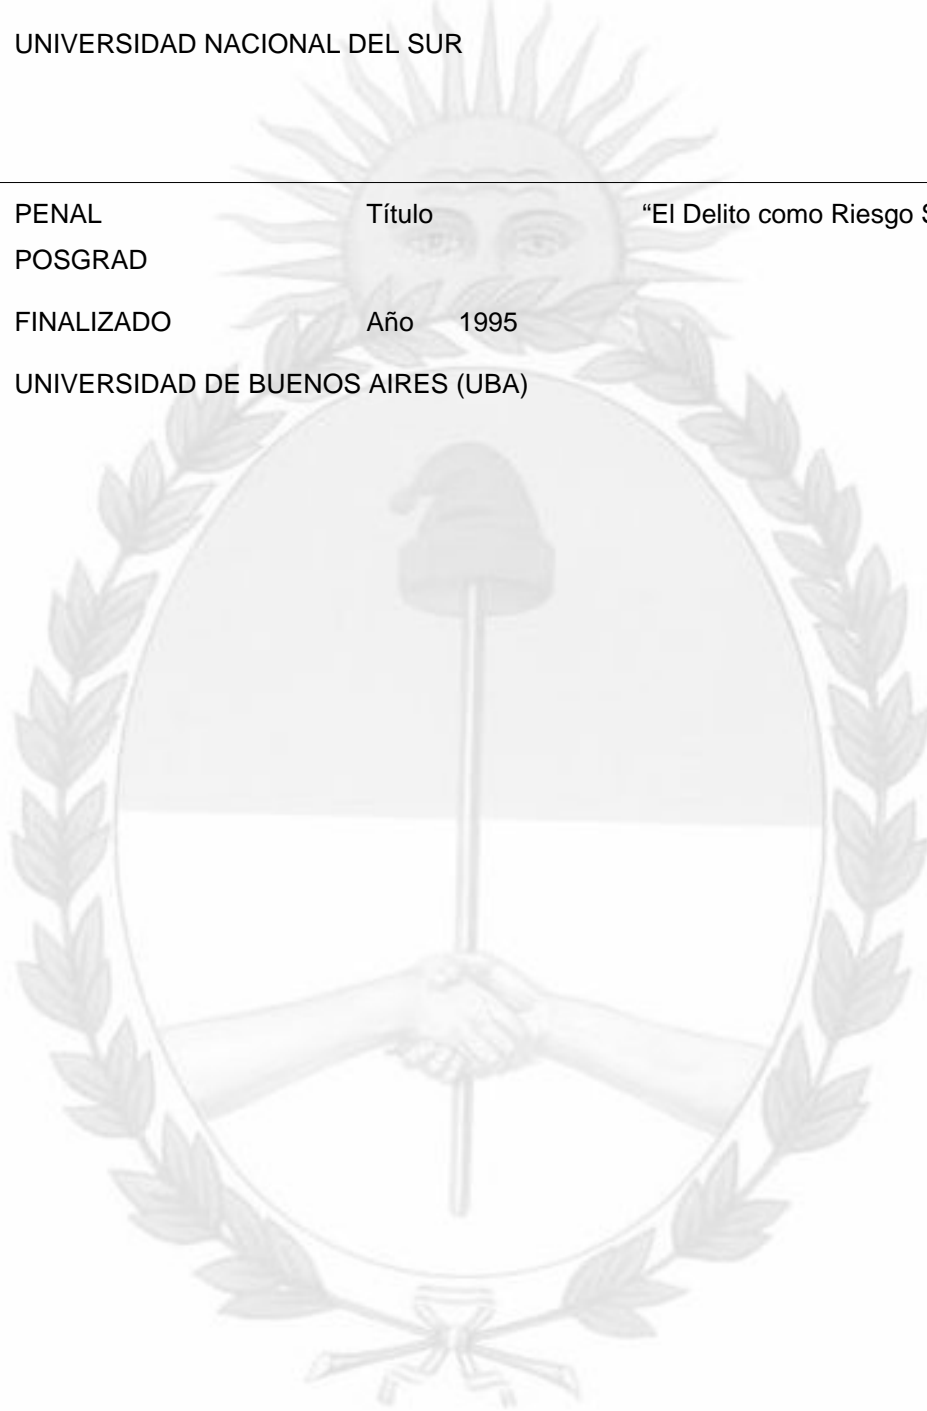 UNIVERSIDAD NACIONAL DEL SUR
PENAL Título “El Delito como Riesgo
POSGRAD
FINALIZADO Año 1995
UNIVERSIDAD DE BUENOS AIRES (UBA)